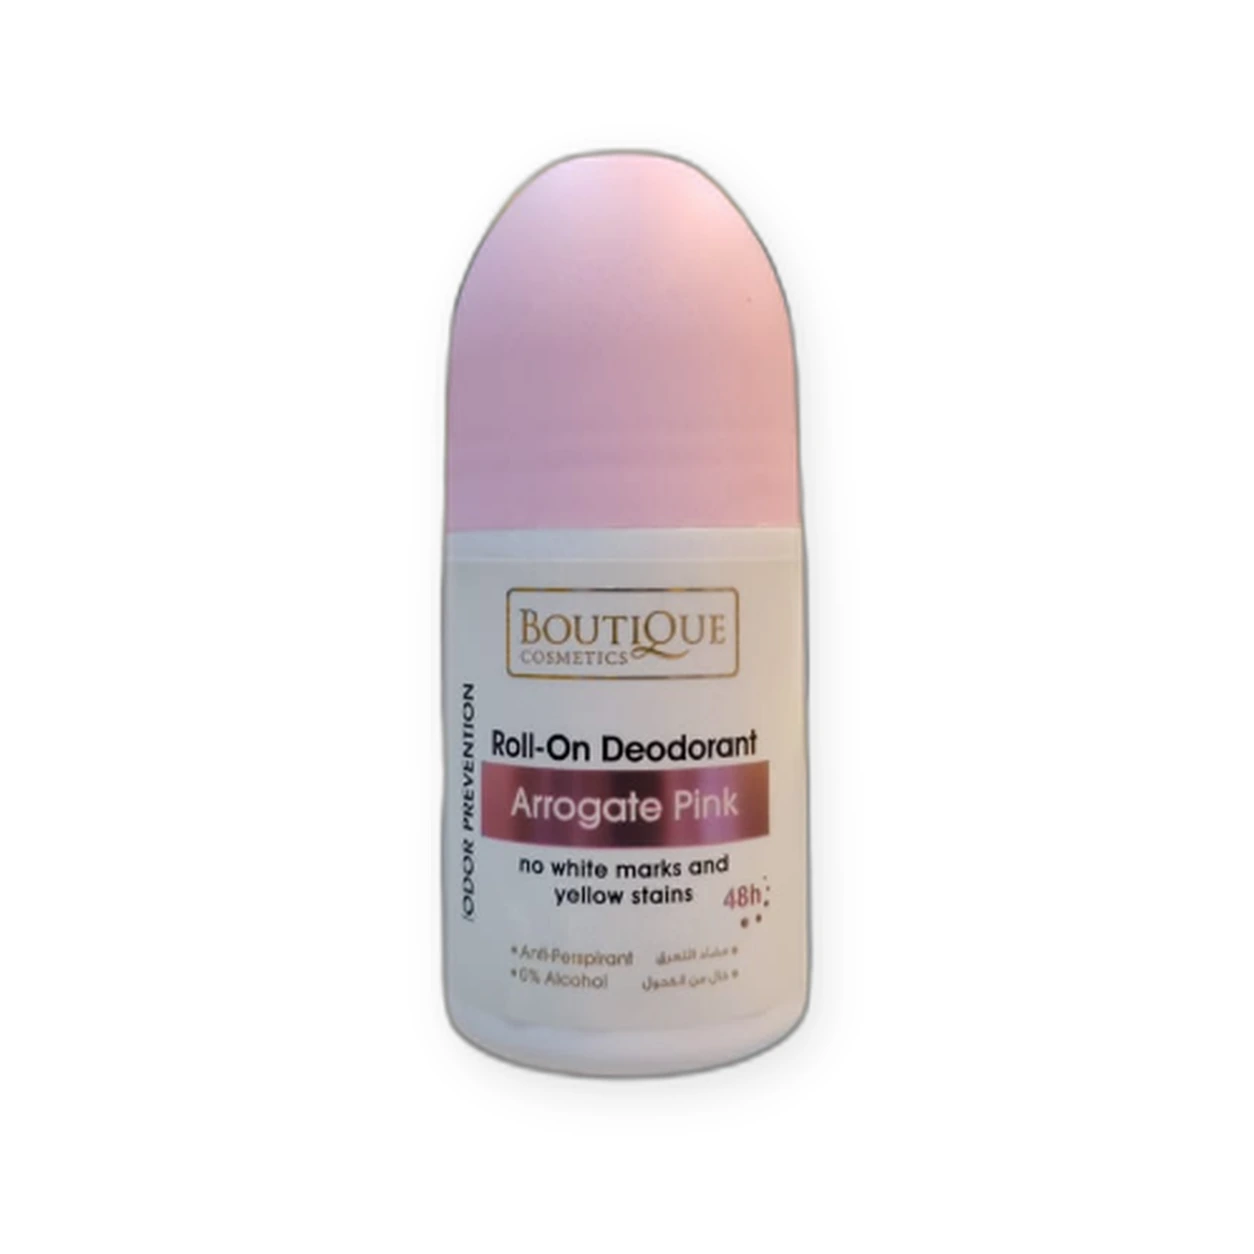 BOUTIQUE
COSMETICS
ODOR PREVENTION
Roll-On Deodorant
Arrogate Pink
no white marks and
yellow stains
48h
• Anti-Perspirant
• 0% Alcohol
• مضاد التعرق
• خال من الكحول